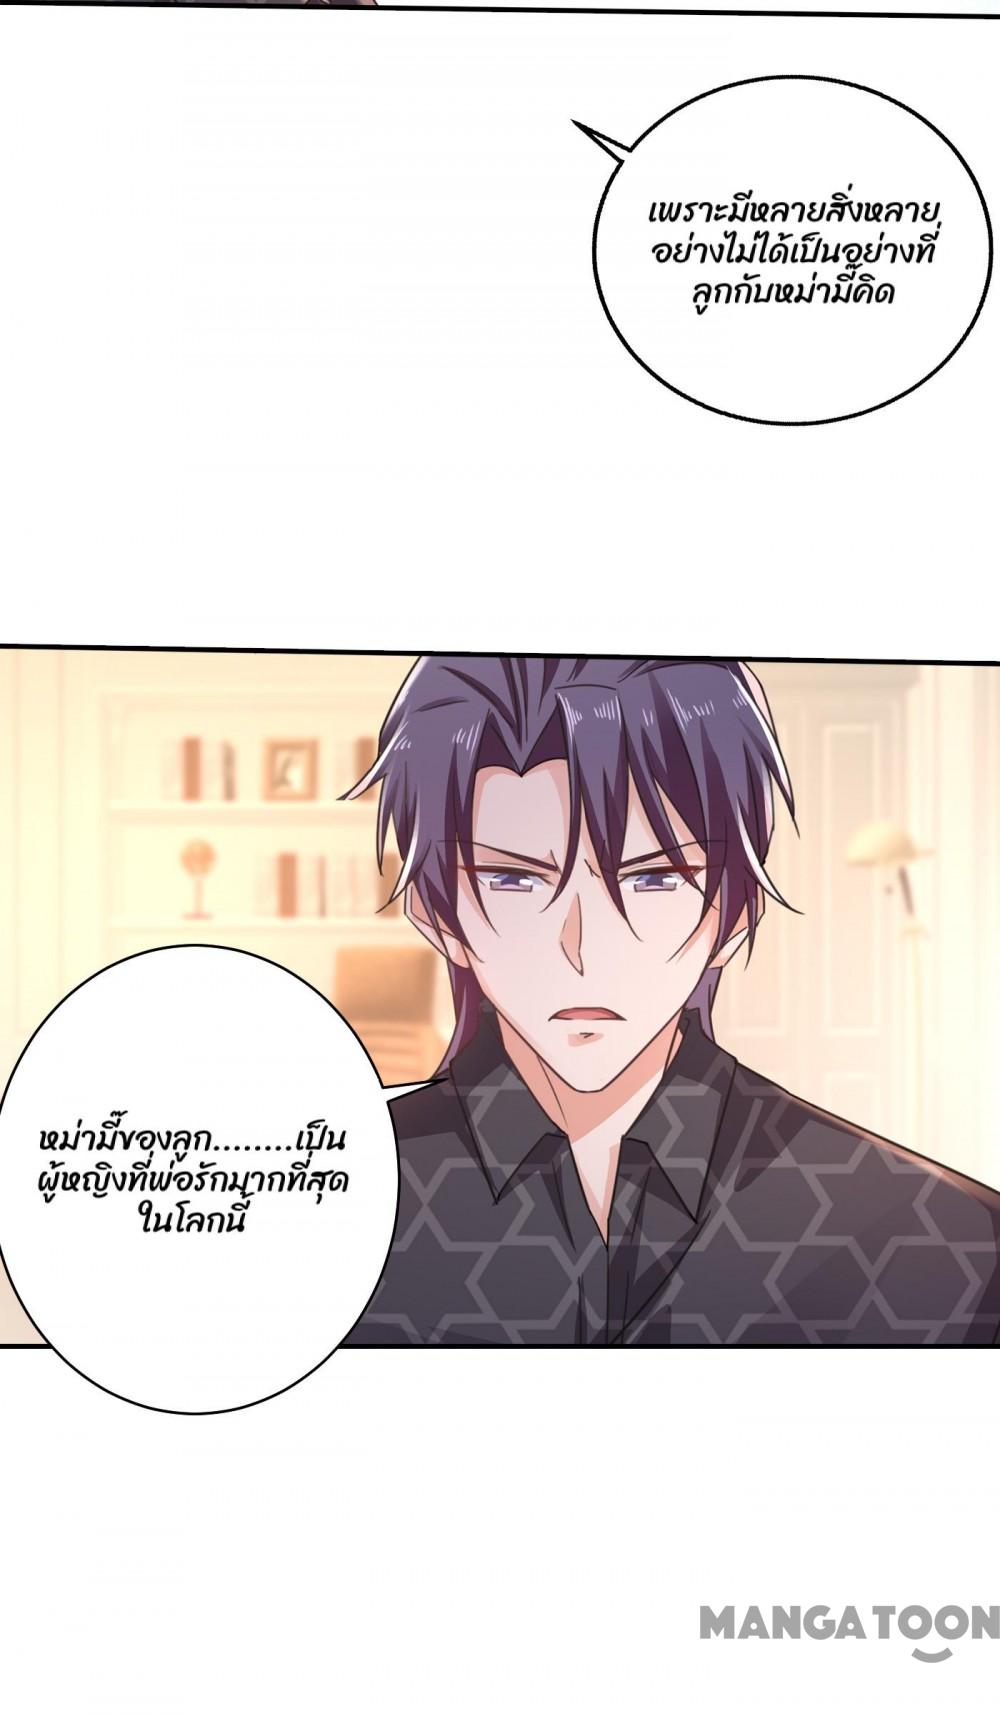 เพราะมีหลายสิ่งหลาย
อย่างไม่ได้เป็นอย่างที่
ลูกกับหม่ามี๊คิด
หม่ามี๊ของลูก.........เป็น
ผู้หญิงที่พ่อรักมากที่สุด
ในโลกนี้
MANGATOON